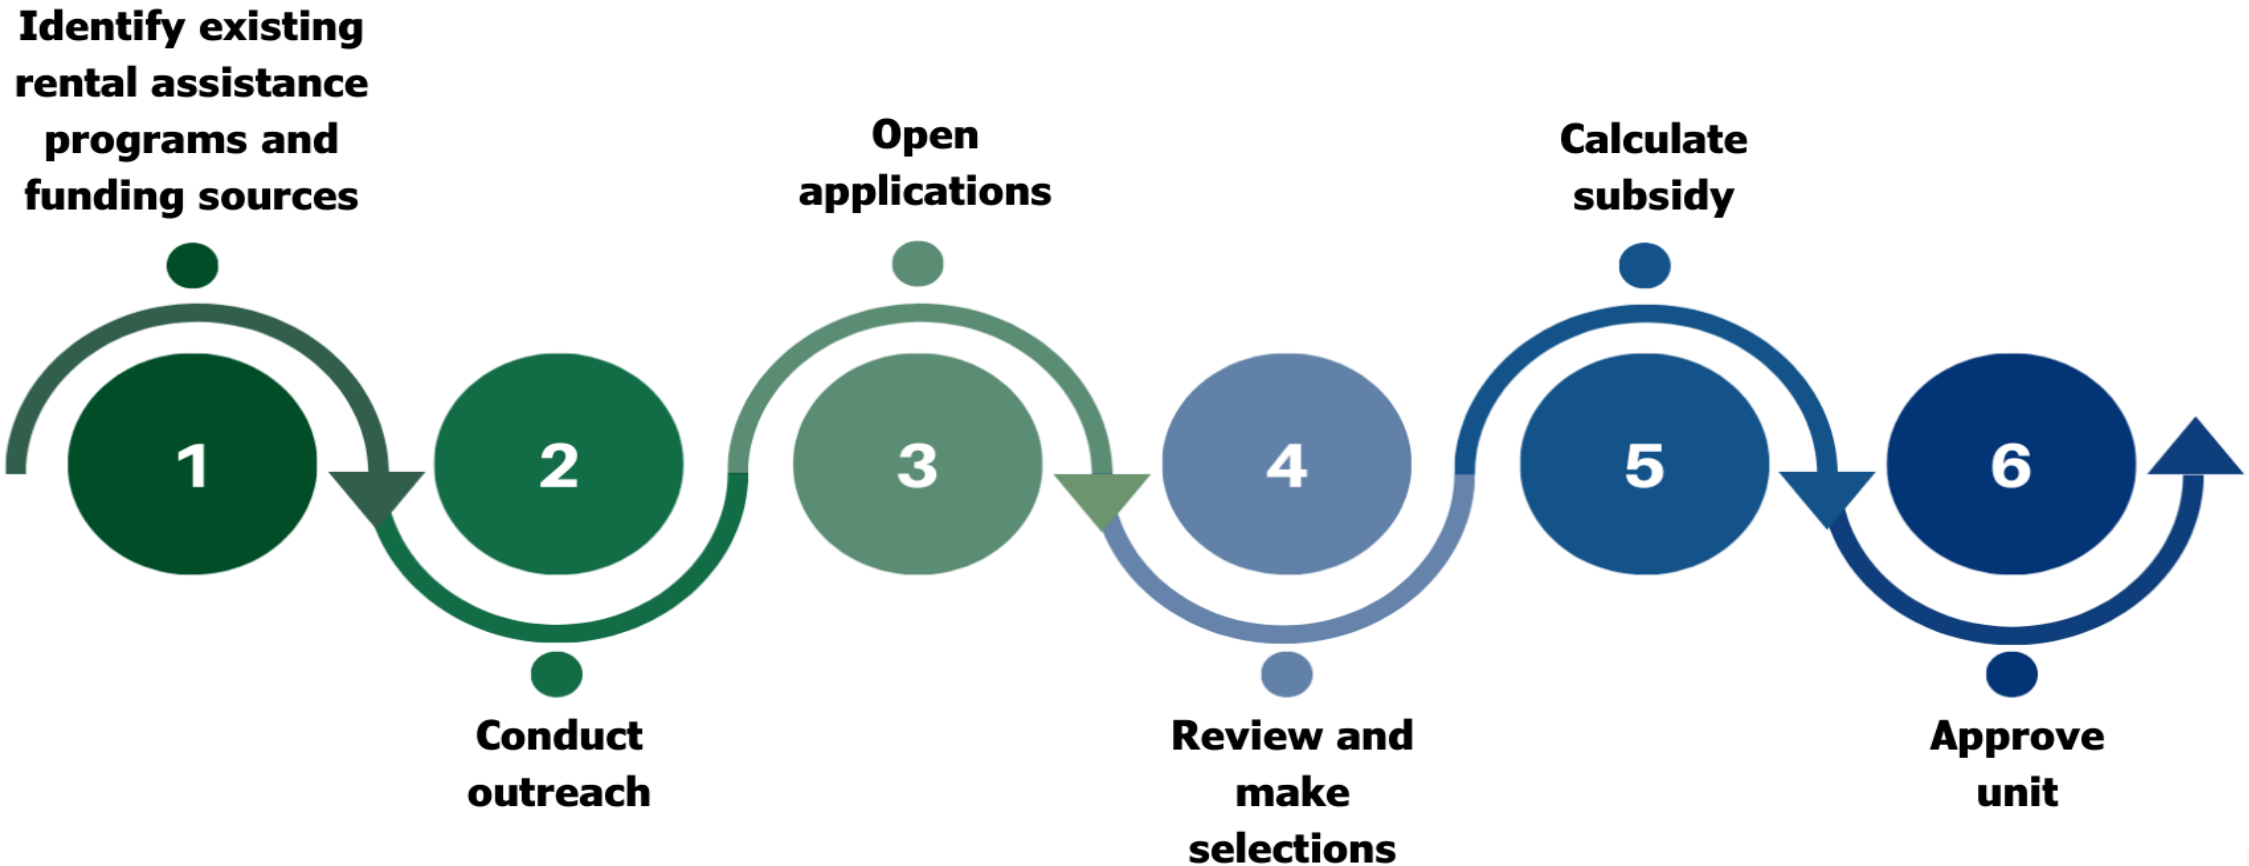 Identify existing
rental assistance
programs and
funding sources
1
Conduct
outreach
2
Open
applications
3
Review and
make
selections
4
Calculate
subsidy
5
Approve
unit
6